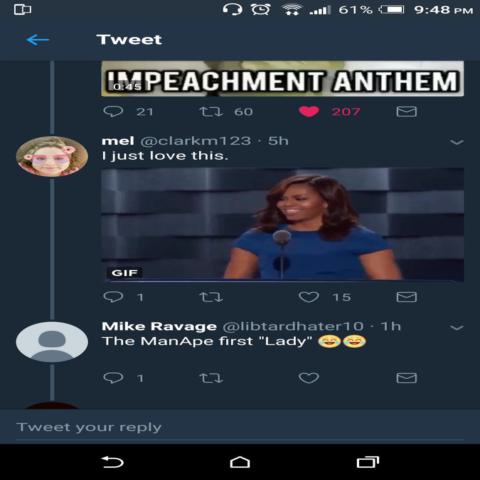 61% 9:48 PM
Tweet
IMPEACHMENT ANTHEM
0:45
21 60 207
mel @clarkm123 · 5h
I just love this.
GIF
1 15
Mike Ravage @libtardhater10 · 1h
The ManApe first "Lady" 😂😂
1
Tweet your reply